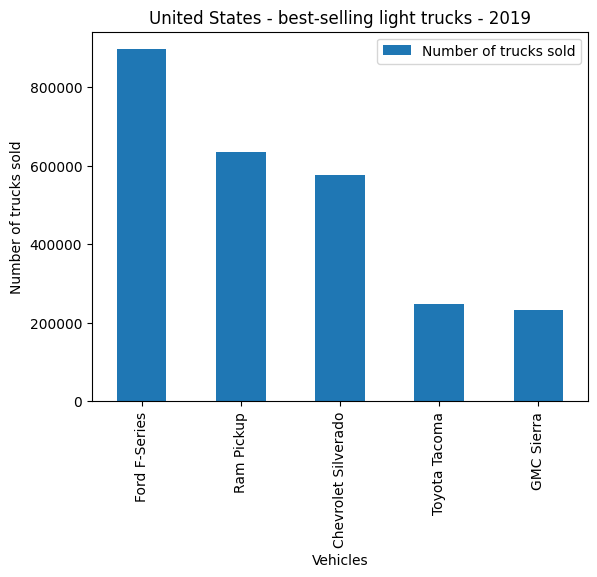 United States - best-selling light trucks - 2019
Number of trucks sold
Number of trucks sold
800000
600000
400000
200000
0
Ford F-Series
Ram Pickup
Chevrolet Silverado
Toyota Tacoma
GMC Sierra
Vehicles